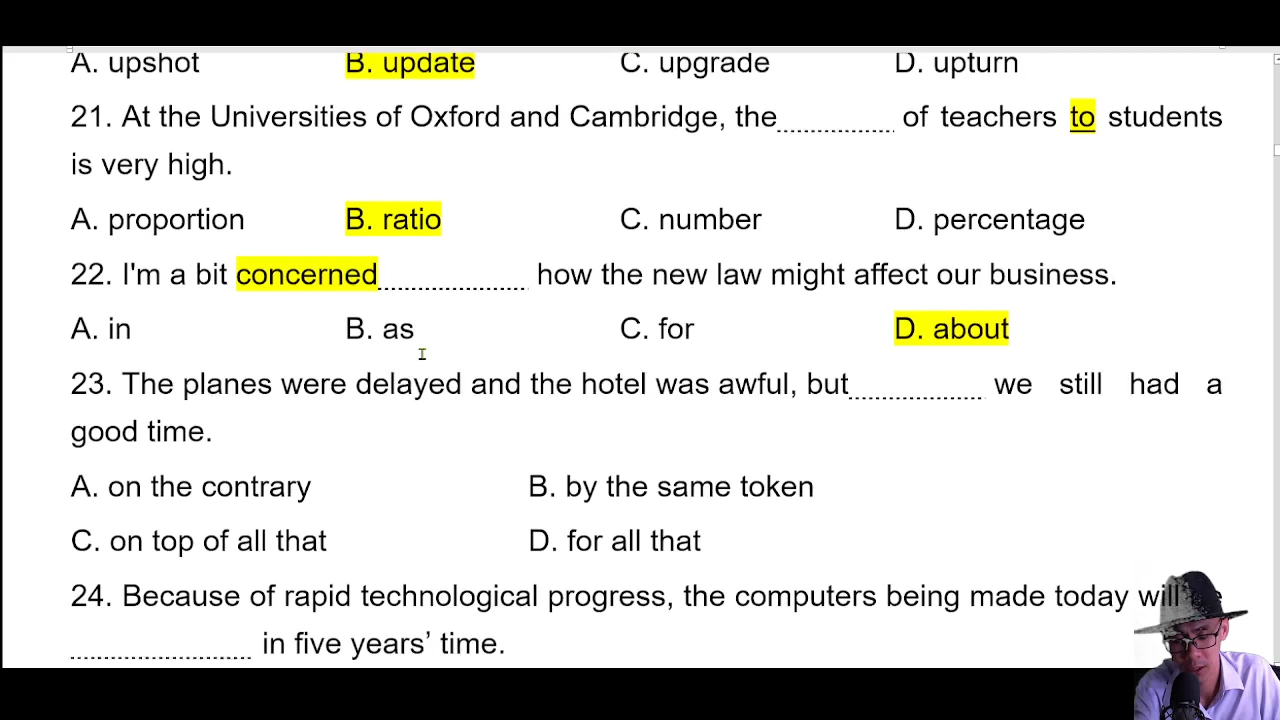 A. upshot B. update C. upgrade D. upturn
21. At the Universities of Oxford and Cambridge, the.................. of teachers to students
is very high.
A. proportion B. ratio C. number D. percentage
22. I'm a bit concerned...................... how the new law might affect our business.
A. in B. as C. for D. about
23. The planes were delayed and the hotel was awful, but.................... we still had a
good time.
A. on the contrary B. by the same token
C. on top of all that D. for all that
24. Because of rapid technological progress, the computers being made today will
........................... in five years’ time.